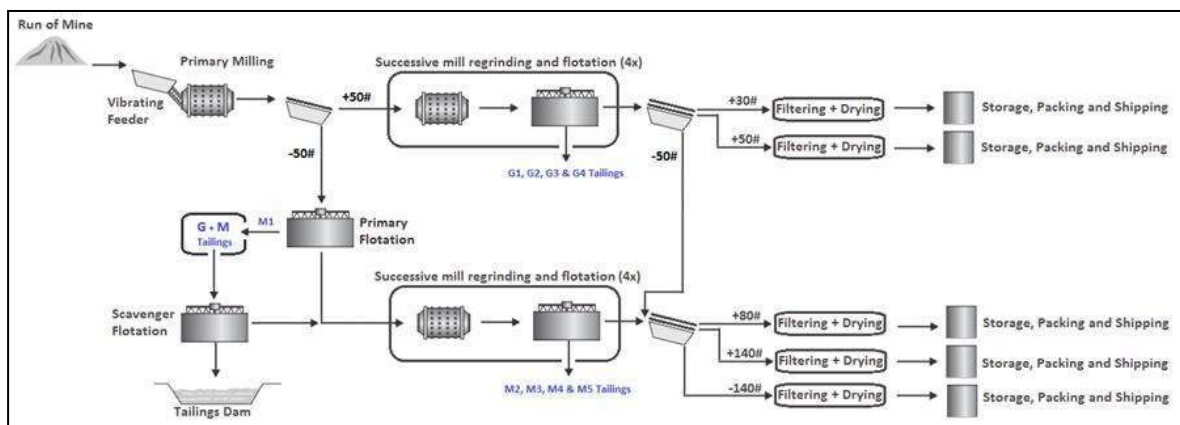 Run of Mine
Primary Milling
Vibrating
Feeder
+50#
-50#
Successive mill regrinding and flotation (4x)
G1, G2, G3 & G4 Tailings
+30#
+50#
-50#
Filtering + Drying
Storage, Packing and Shipping
Filtering + Drying
Storage, Packing and Shipping
G + M
Tailings
M1
Primary
Flotation
Scavenger
Flotation
Tailings Dam
Successive mill regrinding and flotation (4x)
M2, M3, M4 & M5 Tailings
+80#
+140#
-140#
Filtering + Drying
Storage, Packing and Shipping
Filtering + Drying
Storage, Packing and Shipping
Filtering + Drying
Storage, Packing and Shipping